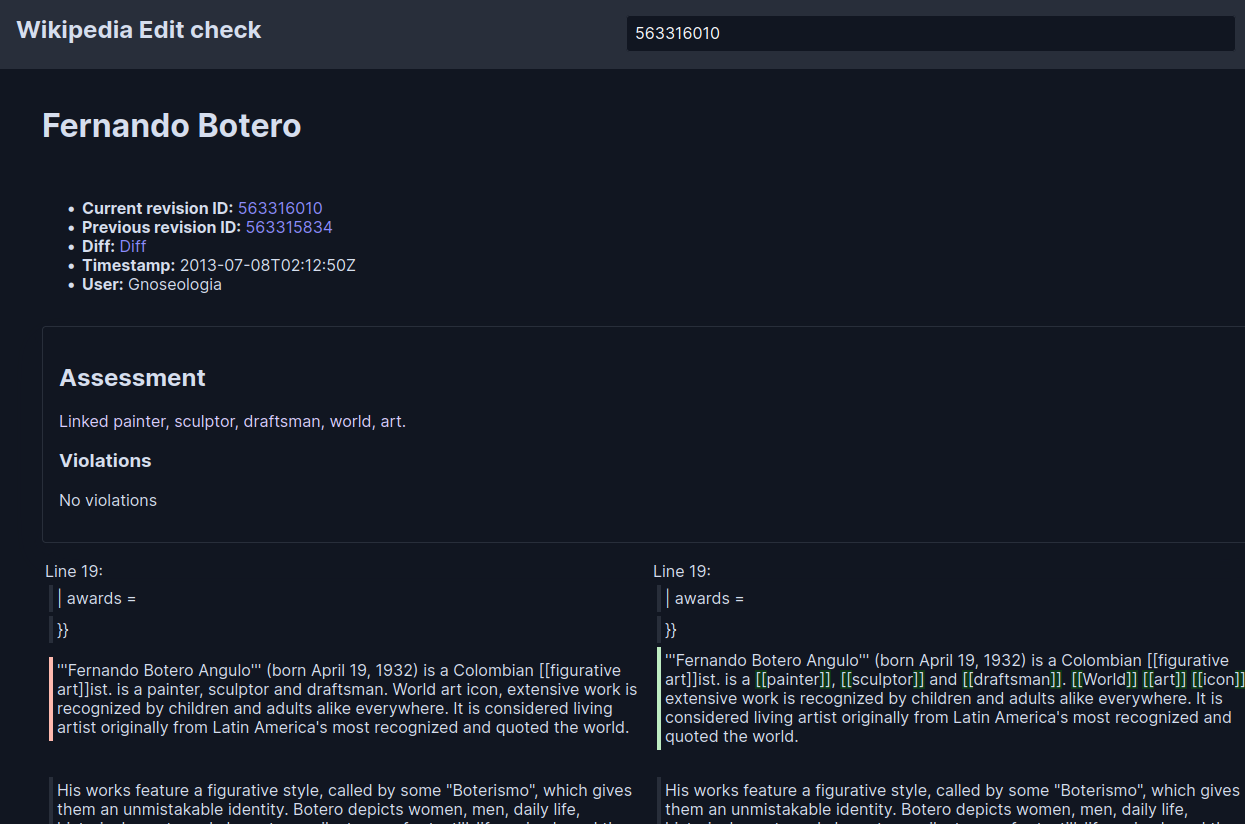 Wikipedia Edit check
563316010
Fernando Botero
• Current revision ID: 563316010
• Previous revision ID: 563315834
• Diff: Diff
• Timestamp: 2013-07-08T02:12:50Z
• User: Gnoseologia
Assessment
Linked painter, sculptor, draftsman, world, art.
Violations
No violations
Line 19:
| awards =
}}
'''Fernando Botero Angulo''' (born April 19, 1932) is a Colombian [[figurative
art]]ist. is a painter, sculptor and draftsman. World art icon, extensive work is
recognized by children and adults alike everywhere. It is considered living
artist originally from Latin America's most recognized and quoted the world.
His works feature a figurative style, called by some "Boterismo", which gives
them an unmistakable identity. Botero depicts women, men, daily life,
Line 19:
| awards =
}}
'''Fernando Botero Angulo''' (born April 19, 1932) is a Colombian [[figurative
art]]ist. is a [[painter]], [[sculptor]] and [[draftsman]]. [[World]] [[art]] [[icon]]
extensive work is recognized by children and adults alike everywhere. It is
considered living artist originally from Latin America's most recognized and
quoted the world.
His works feature a figurative style, called by some "Boterismo", which gives
them an unmistakable identity. Botero depicts women, men, daily life,